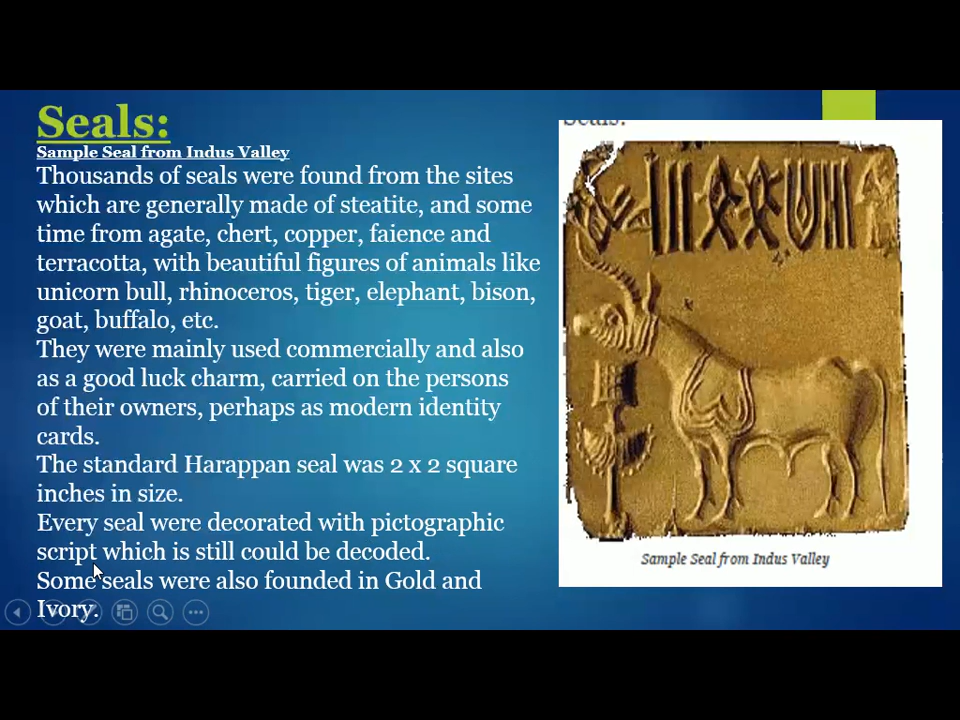 Seals:
Sample Seal from Indus Valley
Thousands of seals were found from the sites
which are generally made of steatite, and some
time from agate, chert, copper, faience and
terracotta, with beautiful figures of animals like
unicorn bull, rhinoceros, tiger, elephant, bison,
goat, buffalo, etc.
They were mainly used commercially and also
as a good luck charm, carried on the persons
of their owners, perhaps as modern identity
cards.
The standard Harappan seal was 2 x 2 square
inches in size.
Every seal were decorated with pictographic
script which is still could be decoded.
Some seals were also founded in Gold and
Ivory.
Seals:
Sample Seal from Indus Valley